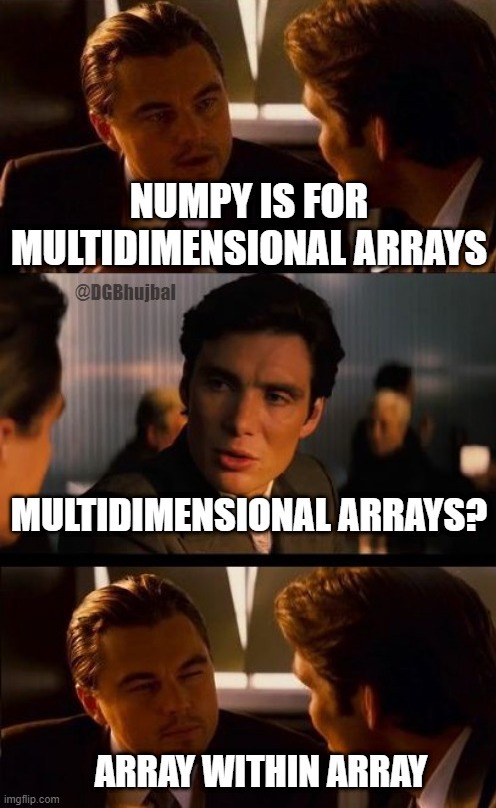 NUMPY IS FOR
MULTIDIMENSIONAL ARRAYS
@DGBhujbal
MULTIDIMENSIONAL ARRAYS?
ARRAY WITHIN ARRAY
imgflip.com